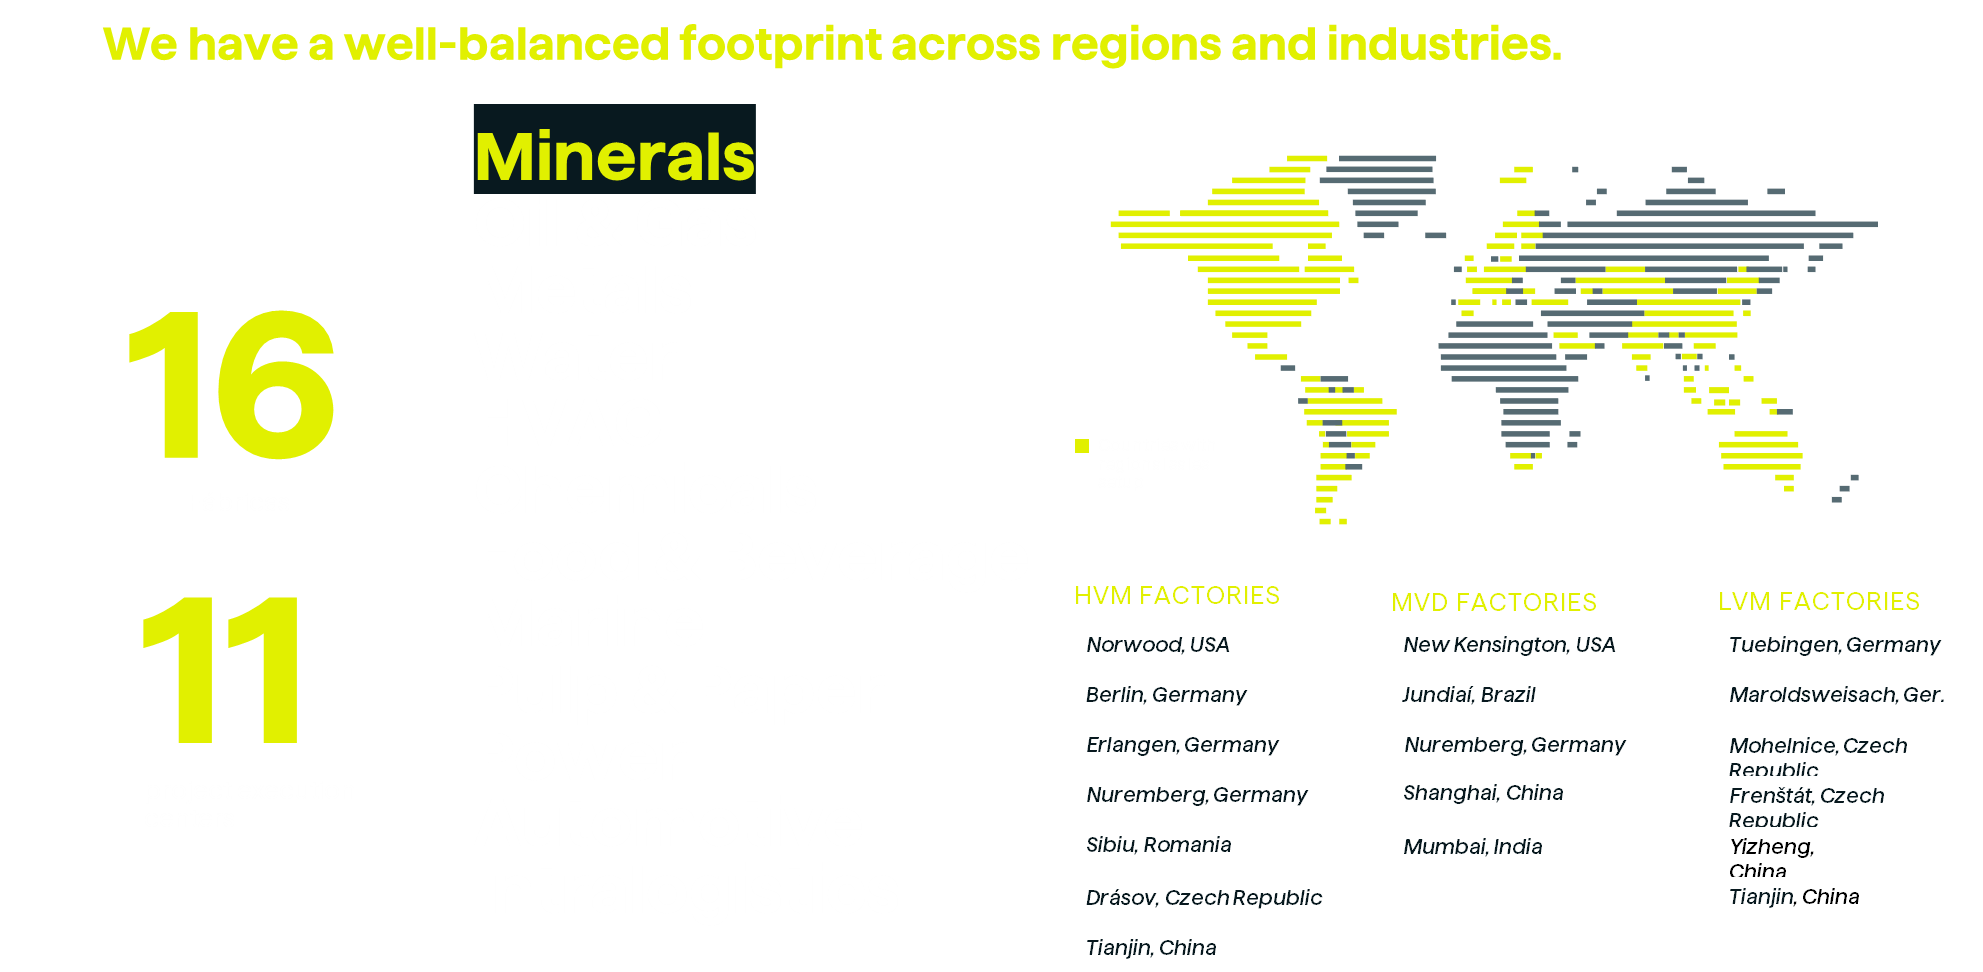 We have a well-balanced footprint across regions and industries.
Minerals
16
11
HVM FACTORIES
Norwood, USA
Berlin, Germany
Erlangen, Germany
Nuremberg, Germany
Sibiu, Romania
Drásov, Czech Republic
Tianjin, China
MVD FACTORIES
New Kensington, USA
Jundiaí, Brazil
Nuremberg, Germany
Shanghai, China
Mumbai, India
LVM FACTORIES
Tuebingen, Germany
Maroldsweisach, Ger.
Mohelnice, Czech
Republic
Frenštát, Czech
Republic
Yizheng,
China
Tianjin, China